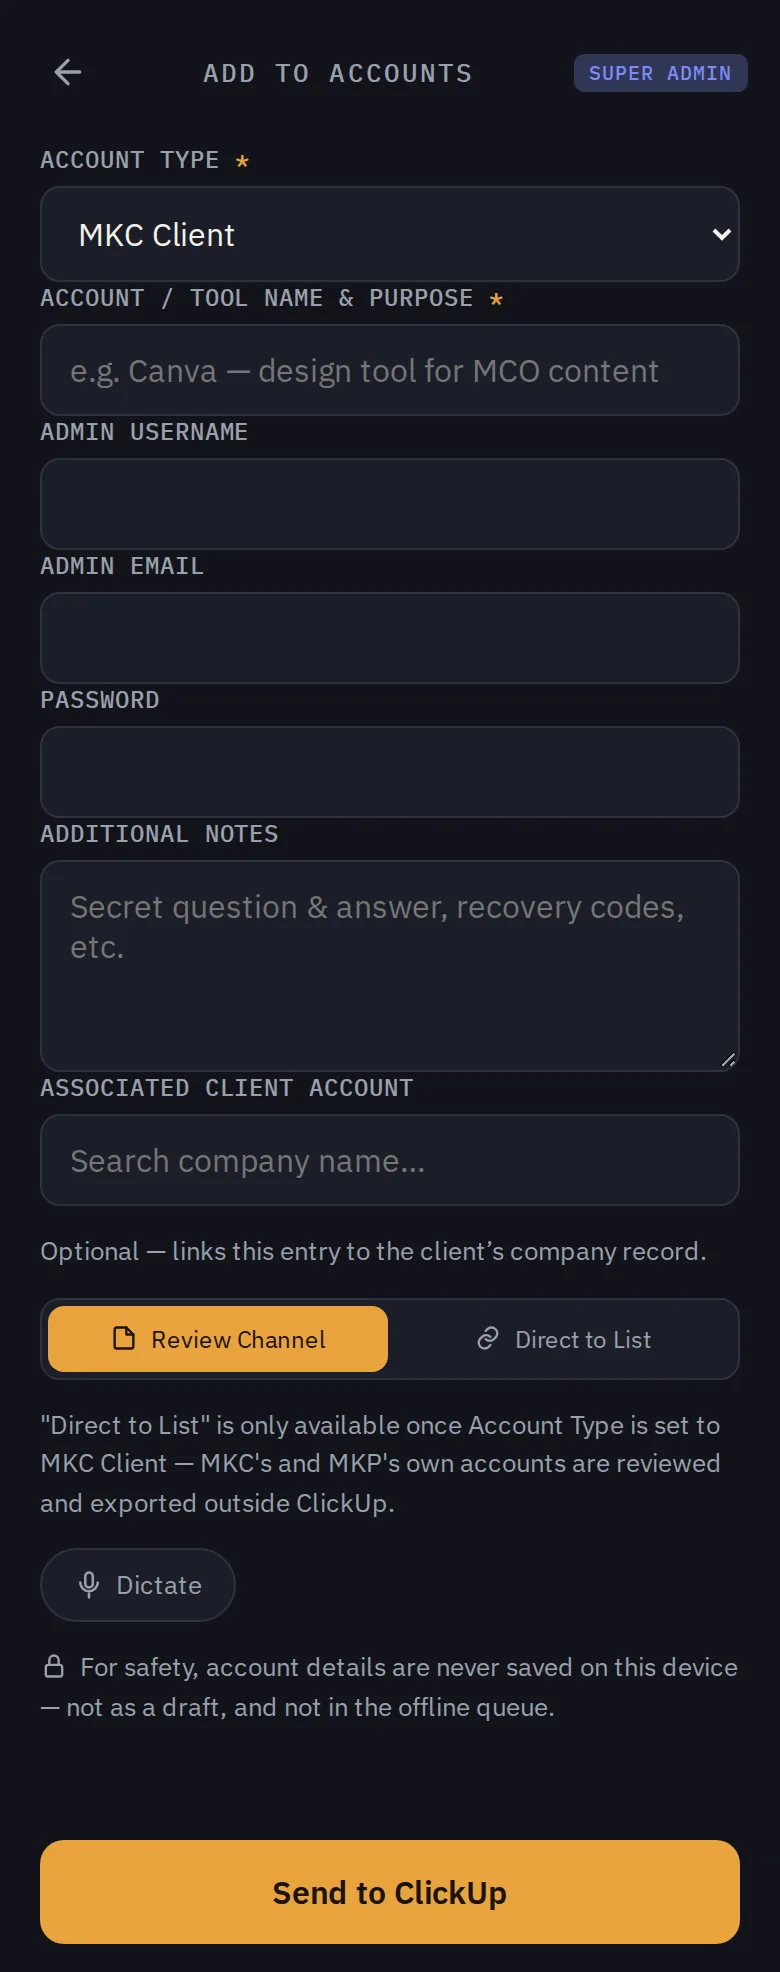 ADD TO ACCOUNTS
SUPER ADMIN
ACCOUNT TYPE *
MKC Client
ACCOUNT / TOOL NAME & PURPOSE *
e.g. Canva — design tool for MCO content
ADMIN USERNAME
ADMIN EMAIL
PASSWORD
ADDITIONAL NOTES
Secret question & answer, recovery codes,
etc.
ASSOCIATED CLIENT ACCOUNT
Search company name...
Optional — links this entry to the client’s company record.
Review Channel
Direct to List
"Direct to List" is only available once Account Type is set to
MKC Client — MKC's and MKP's own accounts are reviewed
and exported outside ClickUp.
Dictate
For safety, account details are never saved on this device
— not as a draft, and not in the offline queue.
Send to ClickUp